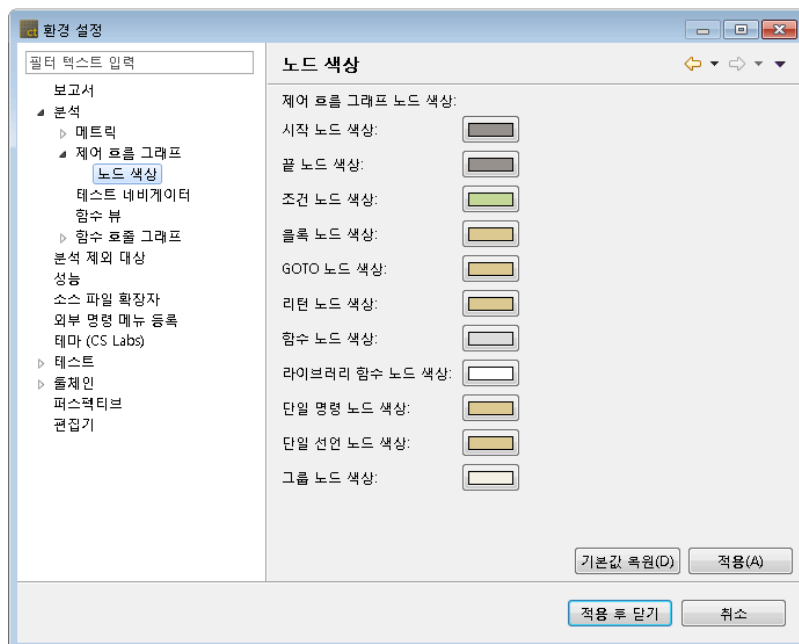 환경 설정
필터 텍스트 입력
보고서
분석
메트릭
제어 흐름 그래프
노드 색상
테스트 네비게이터
함수 뷰
함수 호출 그래프
분석 제외 대상
성능
소스 파일 확장자
외부 명령 메뉴 등록
테마 (CS Labs)
테스트
툴체인
퍼스펙티브
편집기
노드 색상
제어 흐름 그래프 노드 색상:
시작 노드 색상:
끝 노드 색상:
조건 노드 색상:
블록 노드 색상:
GOTO 노드 색상:
리턴 노드 색상:
함수 노드 색상:
라이브러리 함수 노드 색상:
단일 명령 노드 색상:
단일 선언 노드 색상:
그룹 노드 색상:
기본값 복원(D)
적용(A)
적용 후 닫기
취소